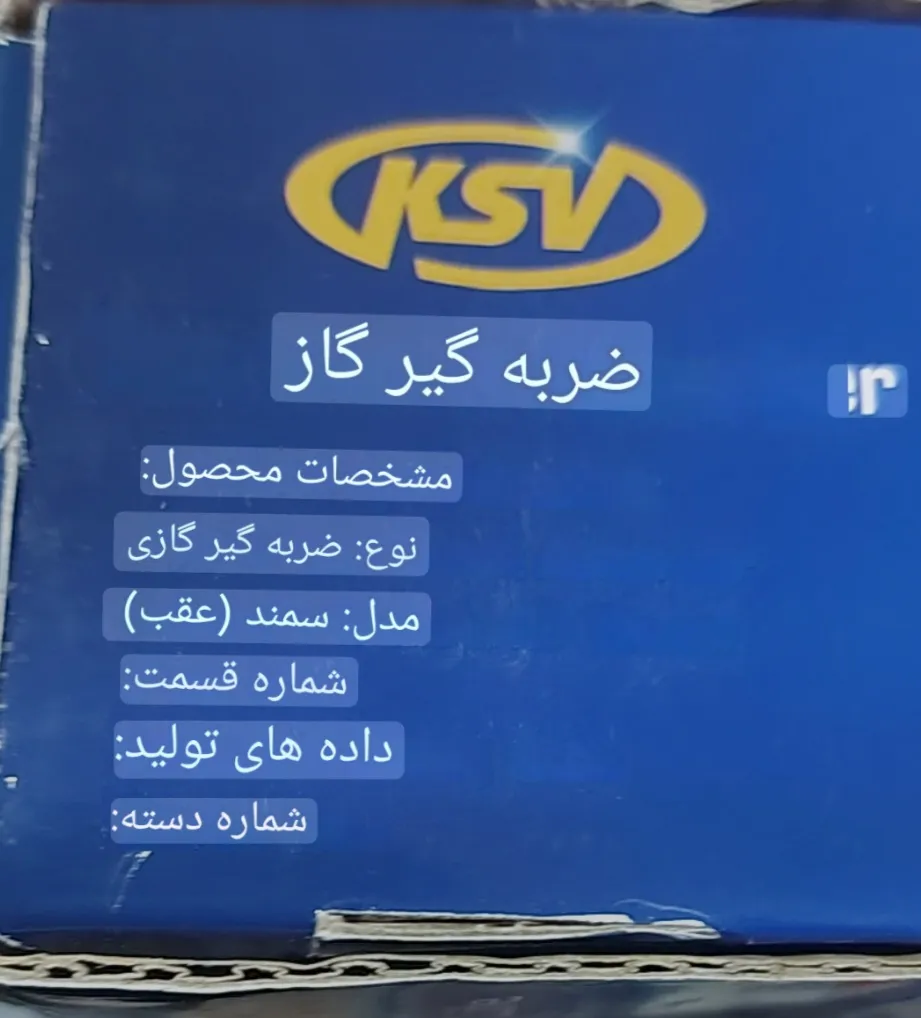 KSV
ضربه گیر گاز
مشخصات محصول:
نوع: ضربه گیر گازی
مدل: سمند (عقب)
شماره قسمت:
داده های تولید:
شماره دسته: